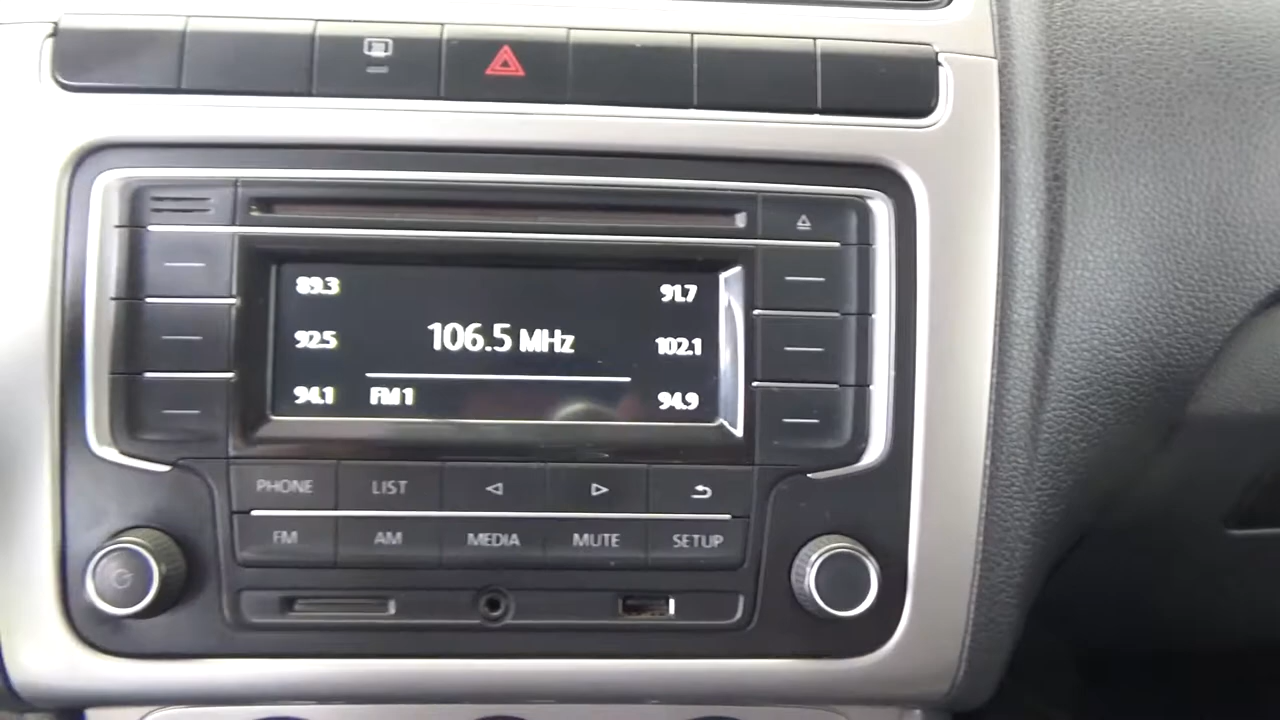 89.3 91.7
92.5 106.5 MHz 102.1
94.1 FM1 94.9
PHONE LIST
FM AM MEDIA MUTE SETUP